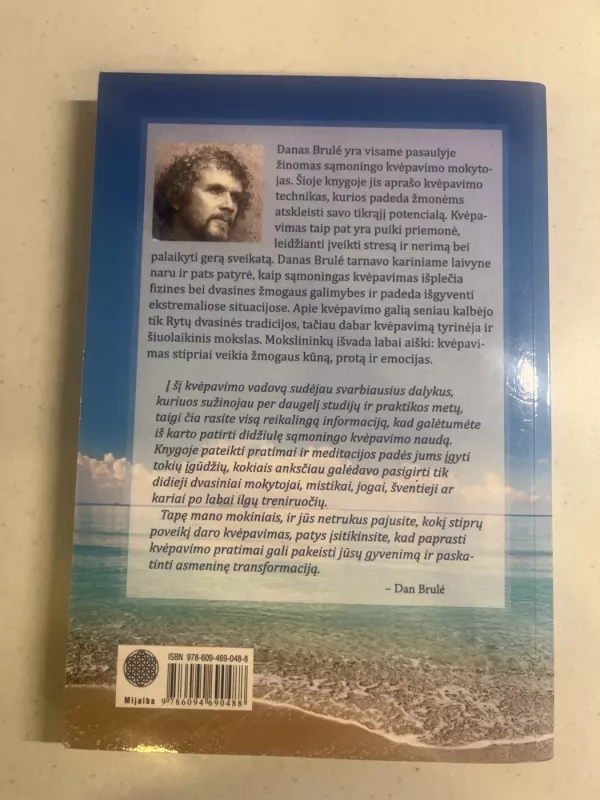 Danas Brulé yra visame pasaulyje
žinomas sąmoningo kvėpavimo mokyto-
jas. Šioje knygoje jis aprašo kvėpavimo
technikas, kurios padeda žmonėms
atskleisti savo tikrąjį potencialą. Kvėpa-
vimas taip pat yra puiki priemonė,
leidžianti įveikti stresą ir nerimą bei
palaikyti gerą sveikatą. Danas Brulé tarnavo kariniame laivyne
naru ir pats patyrė, kaip sąmoningas kvėpavimas išplečia
fizines bei dvasines žmogaus galimybes ir padeda išgyventi
ekstremaliose situacijose. Apie kvėpavimo galią seniau kalbėjo
tik Rytų dvasinės tradicijos, tačiau dabar kvėpavimą tyrinėja ir
šiuolaikinis mokslas. Mokslininkų išvada labai aiški: kvėpavi-
mas stipriai veikia žmogaus kūną, protą ir emocijas.
Į šį kvėpavimo vadovą sudėjau svarbiausius dalykus,
kuriuos sužinojau per daugelį studijų ir praktikos metų,
taigi čia rasite visą reikalingą informaciją, kad galėtumėte
iš karto patirti didžiulę sąmoningo kvėpavimo naudą.
Knygoje pateikti pratimai ir meditacijos padės jums įgyti
tokių įgūdžių, kokiais anksčiau galėdavo pasigirti tik
didieji dvasiniai mokytojai, mistikai, jogai, šventieji ar
kariai po labai ilgų treniruočių.
Tapę mano mokiniais, ir jūs netrukus pajusite, kokį stiprų
poveikį daro kvėpavimas, patys įsitikinsite, kad paprasti
kvėpavimo pratimai gali pakeisti jūsų gyvenimą ir paska-
tinti asmeninę transformaciją.
– Dan Brulé
ISBN 978-609-469-048-8
Mijalba
9 786094 690488